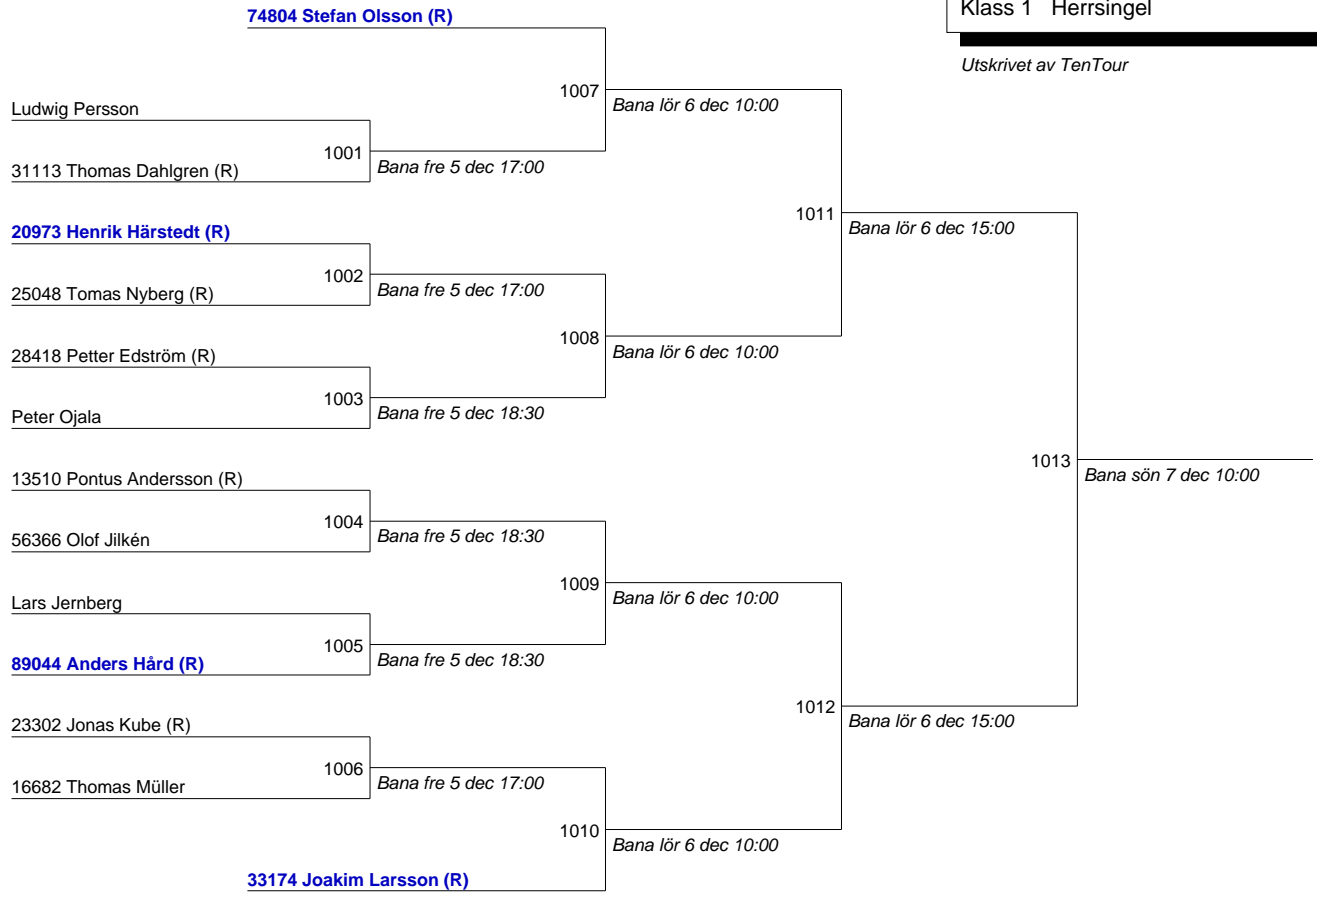 74804 Stefan Olsson (R)
Klass 1 Herrsingel
Utskrivet av TenTour
1007
Bana lör 6 dec 10:00
Ludwig Persson
1001
Bana fre 5 dec 17:00
31113 Thomas Dahlgren (R)
1011
Bana lör 6 dec 15:00
20973 Henrik Härstedt (R)
1002
Bana fre 5 dec 17:00
25048 Tomas Nyberg (R)
1008
Bana lör 6 dec 10:00
28418 Petter Edström (R)
1003
Bana fre 5 dec 18:30
Peter Ojala
1013
Bana sön 7 dec 10:00
13510 Pontus Andersson (R)
1004
Bana fre 5 dec 18:30
56366 Olof Jilkén
1009
Bana lör 6 dec 10:00
Lars Jernberg
1005
Bana fre 5 dec 18:30
89044 Anders Hård (R)
1012
Bana lör 6 dec 15:00
23302 Jonas Kube (R)
1006
Bana fre 5 dec 17:00
16682 Thomas Müller
1010
Bana lör 6 dec 10:00
33174 Joakim Larsson (R)